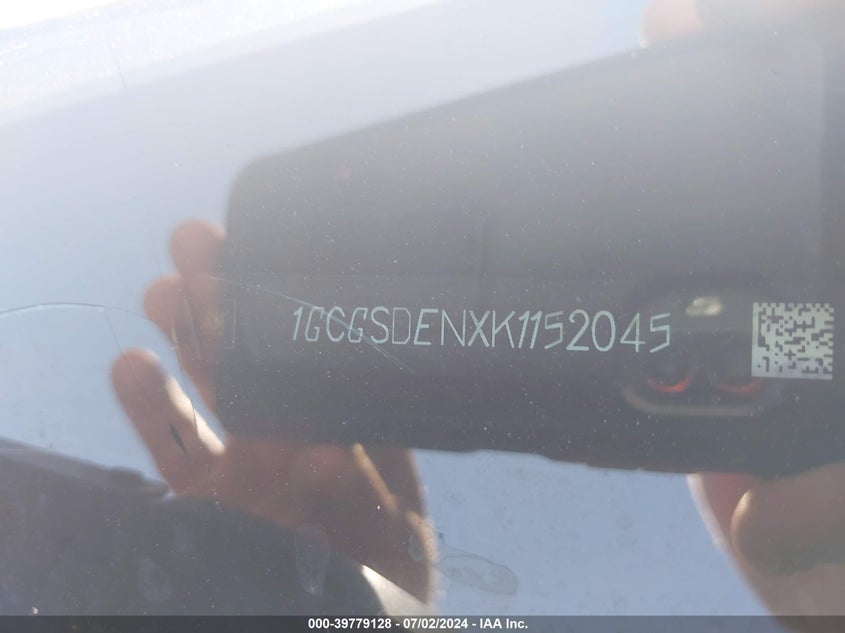 1GCGSDENXK1152045
000-39779128 - 07/02/2024 - IAA Inc.